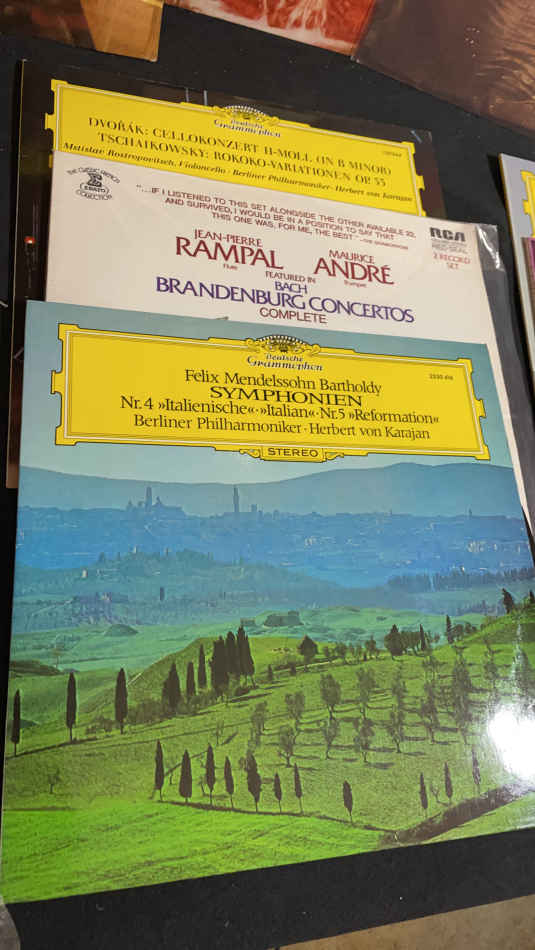 Deutsche
Grammophon
DVOŘÁK: CELLOKONZERT H-MOLL (IN B MINOR)
TSCHAIKOWSKY: ROKOKO-VARIATIONEN OP. 33
Mstislav Rostropowitsch, Violoncello · Berliner Philharmoniker · Herbert von Karajan
THE CLASSIC FRENCH
E
ERATO
COLLECTION
"...IF I LISTENED TO THIS SET ALONGSIDE THE OTHER AVAILABLE 23,
AND SURVIVED, I WOULD BE IN A POSITION TO SAY THAT
THIS ONE WAS, FOR ME, THE BEST." –THE GRAMOPHONE
RCA
RED SEAL
2 RECORD
SET
JEAN-PIERRE
RAMPAL
Flute
MAURICE
ANDRÉ
Trumpet
FEATURED IN
BACH
BRANDENBURG CONCERTOS
COMPLETE
Deutsche
Grammophon
2530 416
Felix Mendelssohn Bartholdy
SYMPHONIEN
Nr. 4 »Italienische« · »Italian« · Nr. 5 »Reformation«
Berliner Philharmoniker · Herbert von Karajan
STEREO